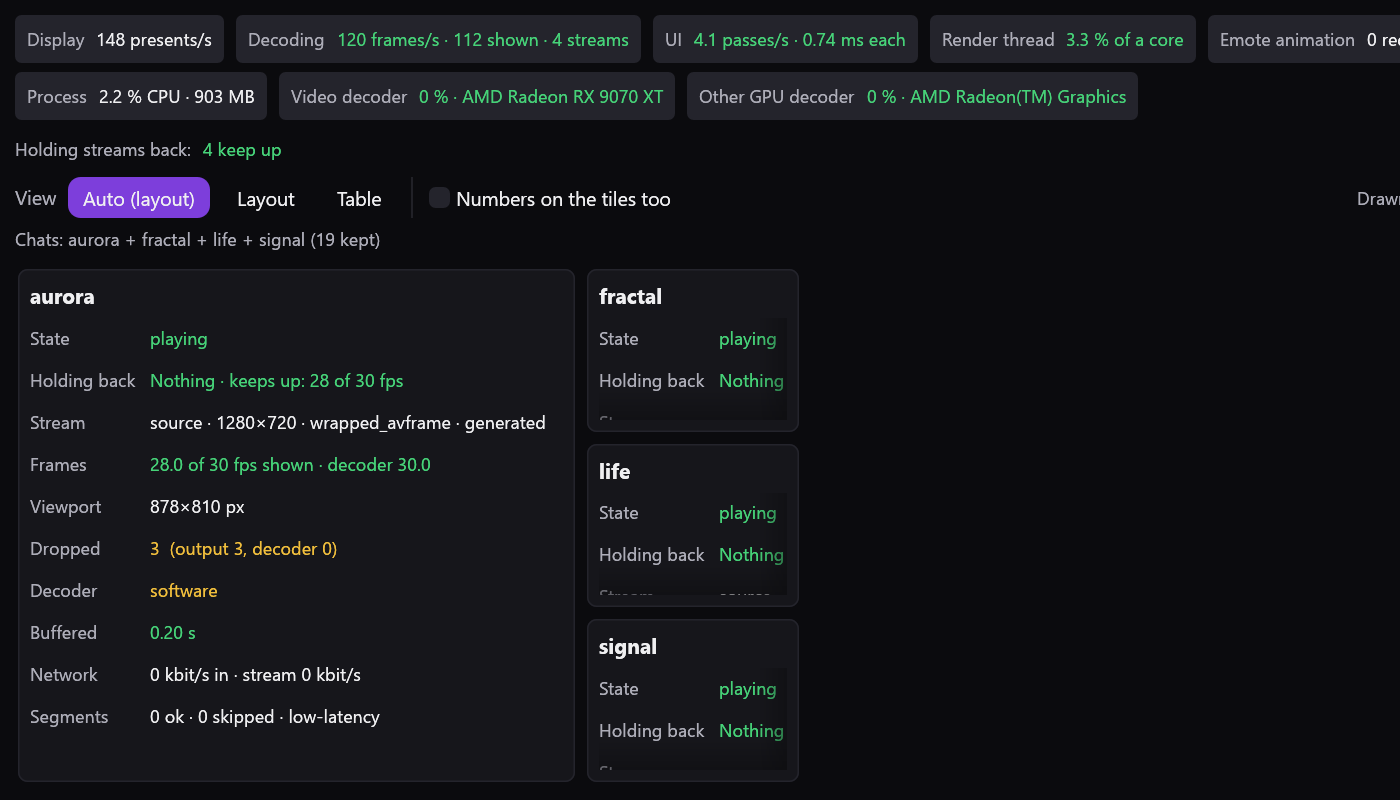 Display 148 presents/s Decoding 120 frames/s · 112 shown · 4 streams UI 4.1 passes/s · 0.74 ms each Render thread 3.3 % of a core Emote animation 0
Process 2.2 % CPU · 903 MB Video decoder 0 % · AMD Radeon RX 9070 XT Other GPU decoder 0 % · AMD Radeon(TM) Graphics
Holding streams back: 4 keep up
View Auto (layout) Layout Table Numbers on the tiles too
Chats: aurora + fractal + life + signal (19 kept)
aurora
State playing
Holding back Nothing · keeps up: 28 of 30 fps
Stream source · 1280×720 · wrapped_avframe · generated
Frames 28.0 of 30 fps shown · decoder 30.0
Viewport 878×810 px
Dropped 3 (output 3, decoder 0)
Decoder software
Buffered 0.20 s
Network 0 kbit/s in · stream 0 kbit/s
Segments 0 ok · 0 skipped · low-latency
fractal
State playing
Holding back Nothing
life
State playing
Holding back Nothing
signal
State playing
Holding back Nothing